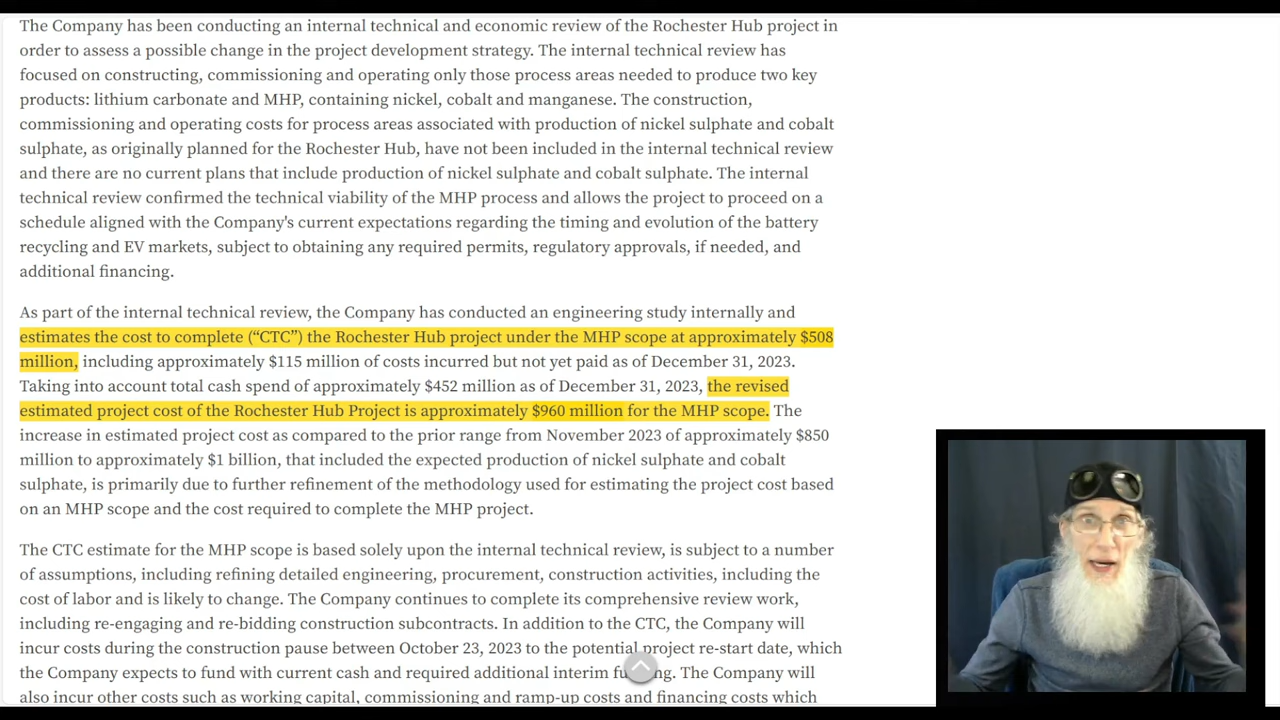 The Company has been conducting an internal technical and economic review of the Rochester Hub project in
order to assess a possible change in the project development strategy. The internal technical review has
focused on constructing, commissioning and operating only those process areas needed to produce two key
products: lithium carbonate and MHP, containing nickel, cobalt and manganese. The construction,
commissioning and operating costs for process areas associated with production of nickel sulphate and cobalt
sulphate, as originally planned for the Rochester Hub, have not been included in the internal technical review
and there are no current plans that include production of nickel sulphate and cobalt sulphate. The internal
technical review confirmed the technical viability of the MHP process and allows the project to proceed on a
schedule aligned with the Company's current expectations regarding the timing and evolution of the battery
recycling and EV markets, subject to obtaining any required permits, regulatory approvals, if needed, and
additional financing.
As part of the internal technical review, the Company has conducted an engineering study internally and
estimates the cost to complete (“CTC”) the Rochester Hub project under the MHP scope at approximately $508
million, including approximately $115 million of costs incurred but not yet paid as of December 31, 2023.
Taking into account total cash spend of approximately $452 million as of December 31, 2023, the revised
estimated project cost of the Rochester Hub Project is approximately $960 million for the MHP scope. The
increase in estimated project cost as compared to the prior range from November 2023 of approximately $850
million to approximately $1 billion, that included the expected production of nickel sulphate and cobalt
sulphate, is primarily due to further refinement of the methodology used for estimating the project cost based
on an MHP scope and the cost required to complete the MHP project.
The CTC estimate for the MHP scope is based solely upon the internal technical review, is subject to a number
of assumptions, including refining detailed engineering, procurement, construction activities, including the
cost of labor and is likely to change. The Company continues to complete its comprehensive review work,
including re-engaging and re-bidding construction subcontracts. In addition to the CTC, the Company will
incur costs during the construction pause between October 23, 2023 to the potential project re-start date, which
the Company expects to fund with current cash and required additional interim The Company will
also incur other costs such as working capital, commissioning and ramp-up costs and financing costs which